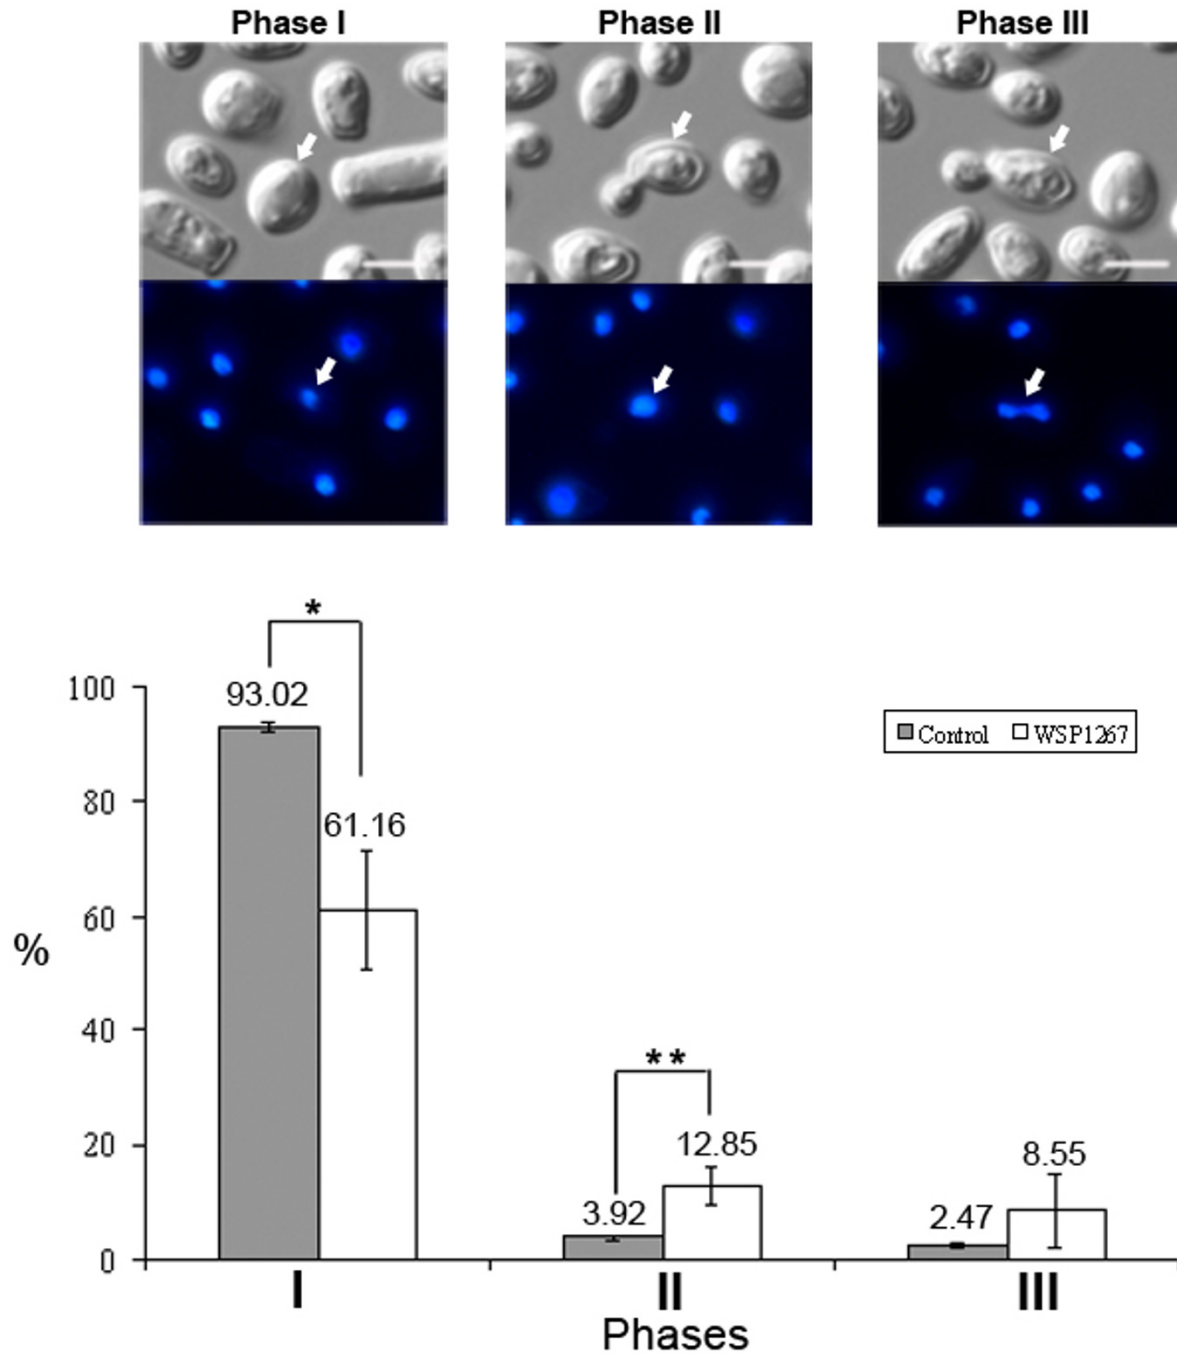 Phase I
Phase II
Phase III
*
93.02
61.16
**
3.92
12.85
2.47
8.55
Control
WSP1267
100
80
60
40
20
0
%
I
II
III
Phases